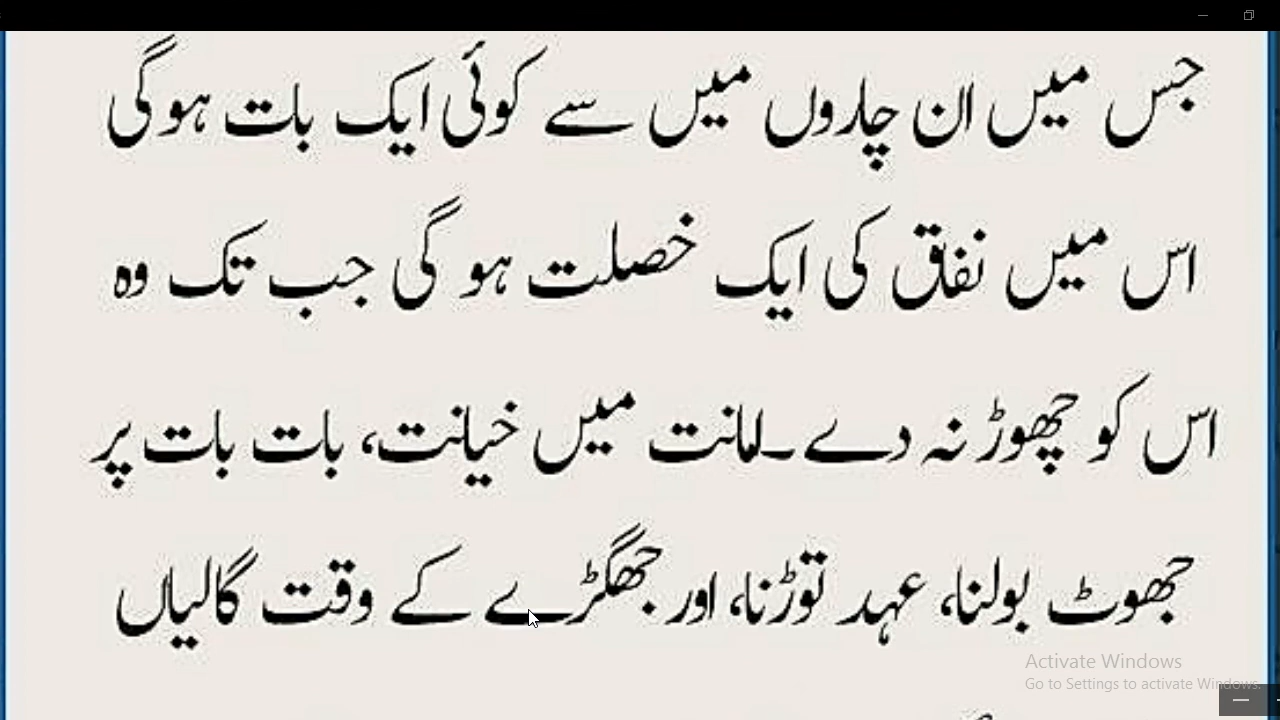 جس میں ان چاروں میں سے کوئی ایک بات ہوگی
اس میں نفاق کی ایک خصلت ہو گی جب تک وہ
اس کو چھوڑ نہ دے۔امانت میں خیانت، بات بات پر
جھوٹ بولنا، عہد توڑنا، اور جھگڑے کے وقت گالیاں
Activate Windows
Go to Settings to activate Windows.